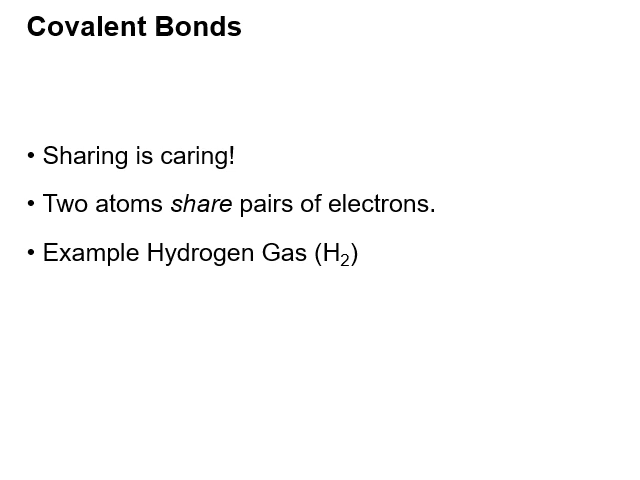 Covalent Bonds
• Sharing is caring!
• Two atoms share pairs of electrons.
• Example Hydrogen Gas (H₂)